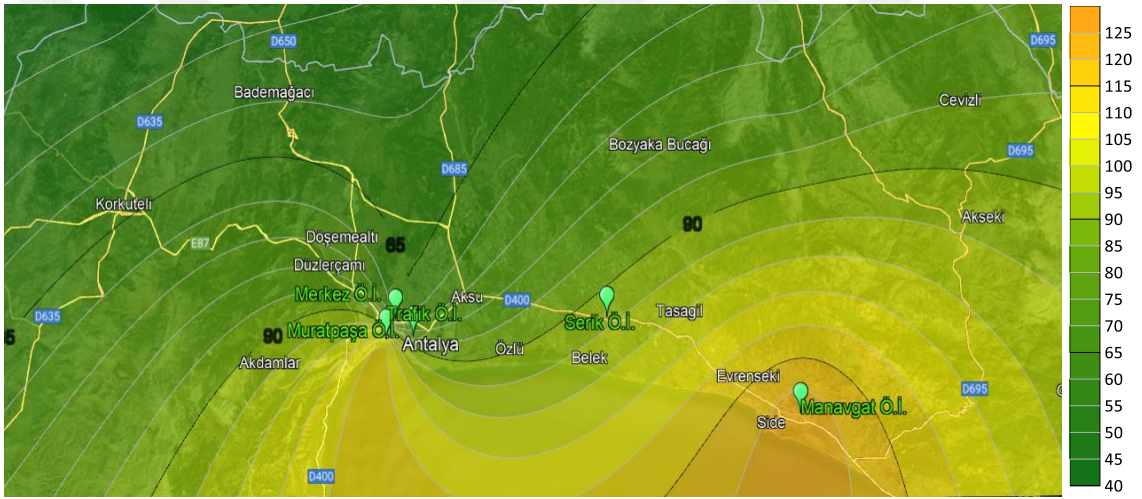 D650
D695
125
120
Bademağacı
115
Cevizli
D635
110
105
Bozyaka Bucağı
D695
D685
100
95
Korkuteli
Akseki
90
90
E87
Döşemealtı
65
85
Düzlerçamı
80
Merkez Ö.İ.
Aksu
D400
75
D635
Trafik Ö.İ.
Tasagil
Serik Ö.İ.
70
Muratpaşa Ö.İ.
90
Antalya
Özlü
65
Akdamlar
Belek
60
Evrenseki
D695
55
Manavgat Ö.İ.
Side
50
45
D400
40